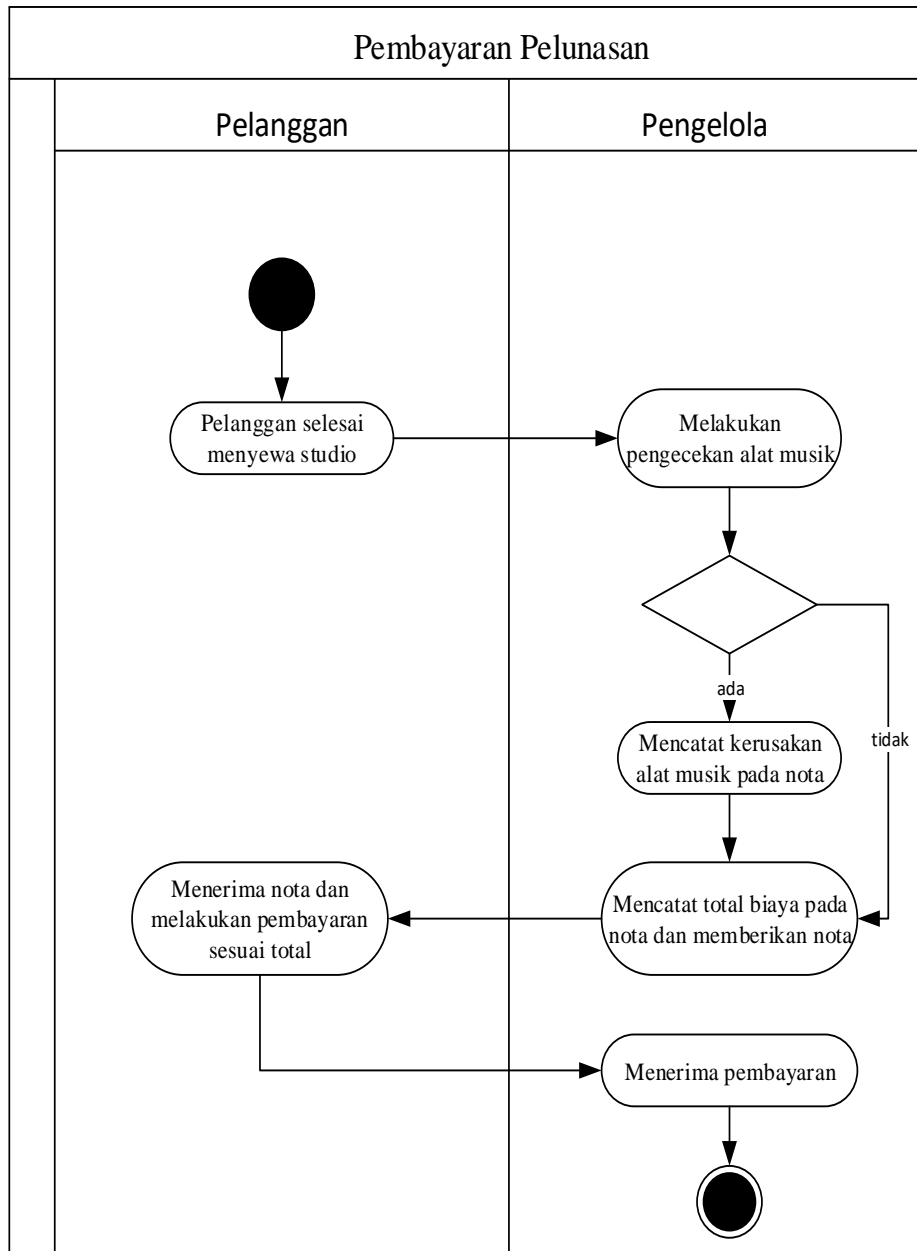 Pembayaran Pelunasan
Pelanggan
Pengelola
Pelanggan selesai
menyewa studio
Melakukan
pengecekan alat musik
ada
tidak
Mencatat kerusakan
alat musik pada nota
Mencatat total biaya pada
nota dan memberikan nota
Menerima nota dan
melakukan pembayaran
sesuai total
Menerima pembayaran